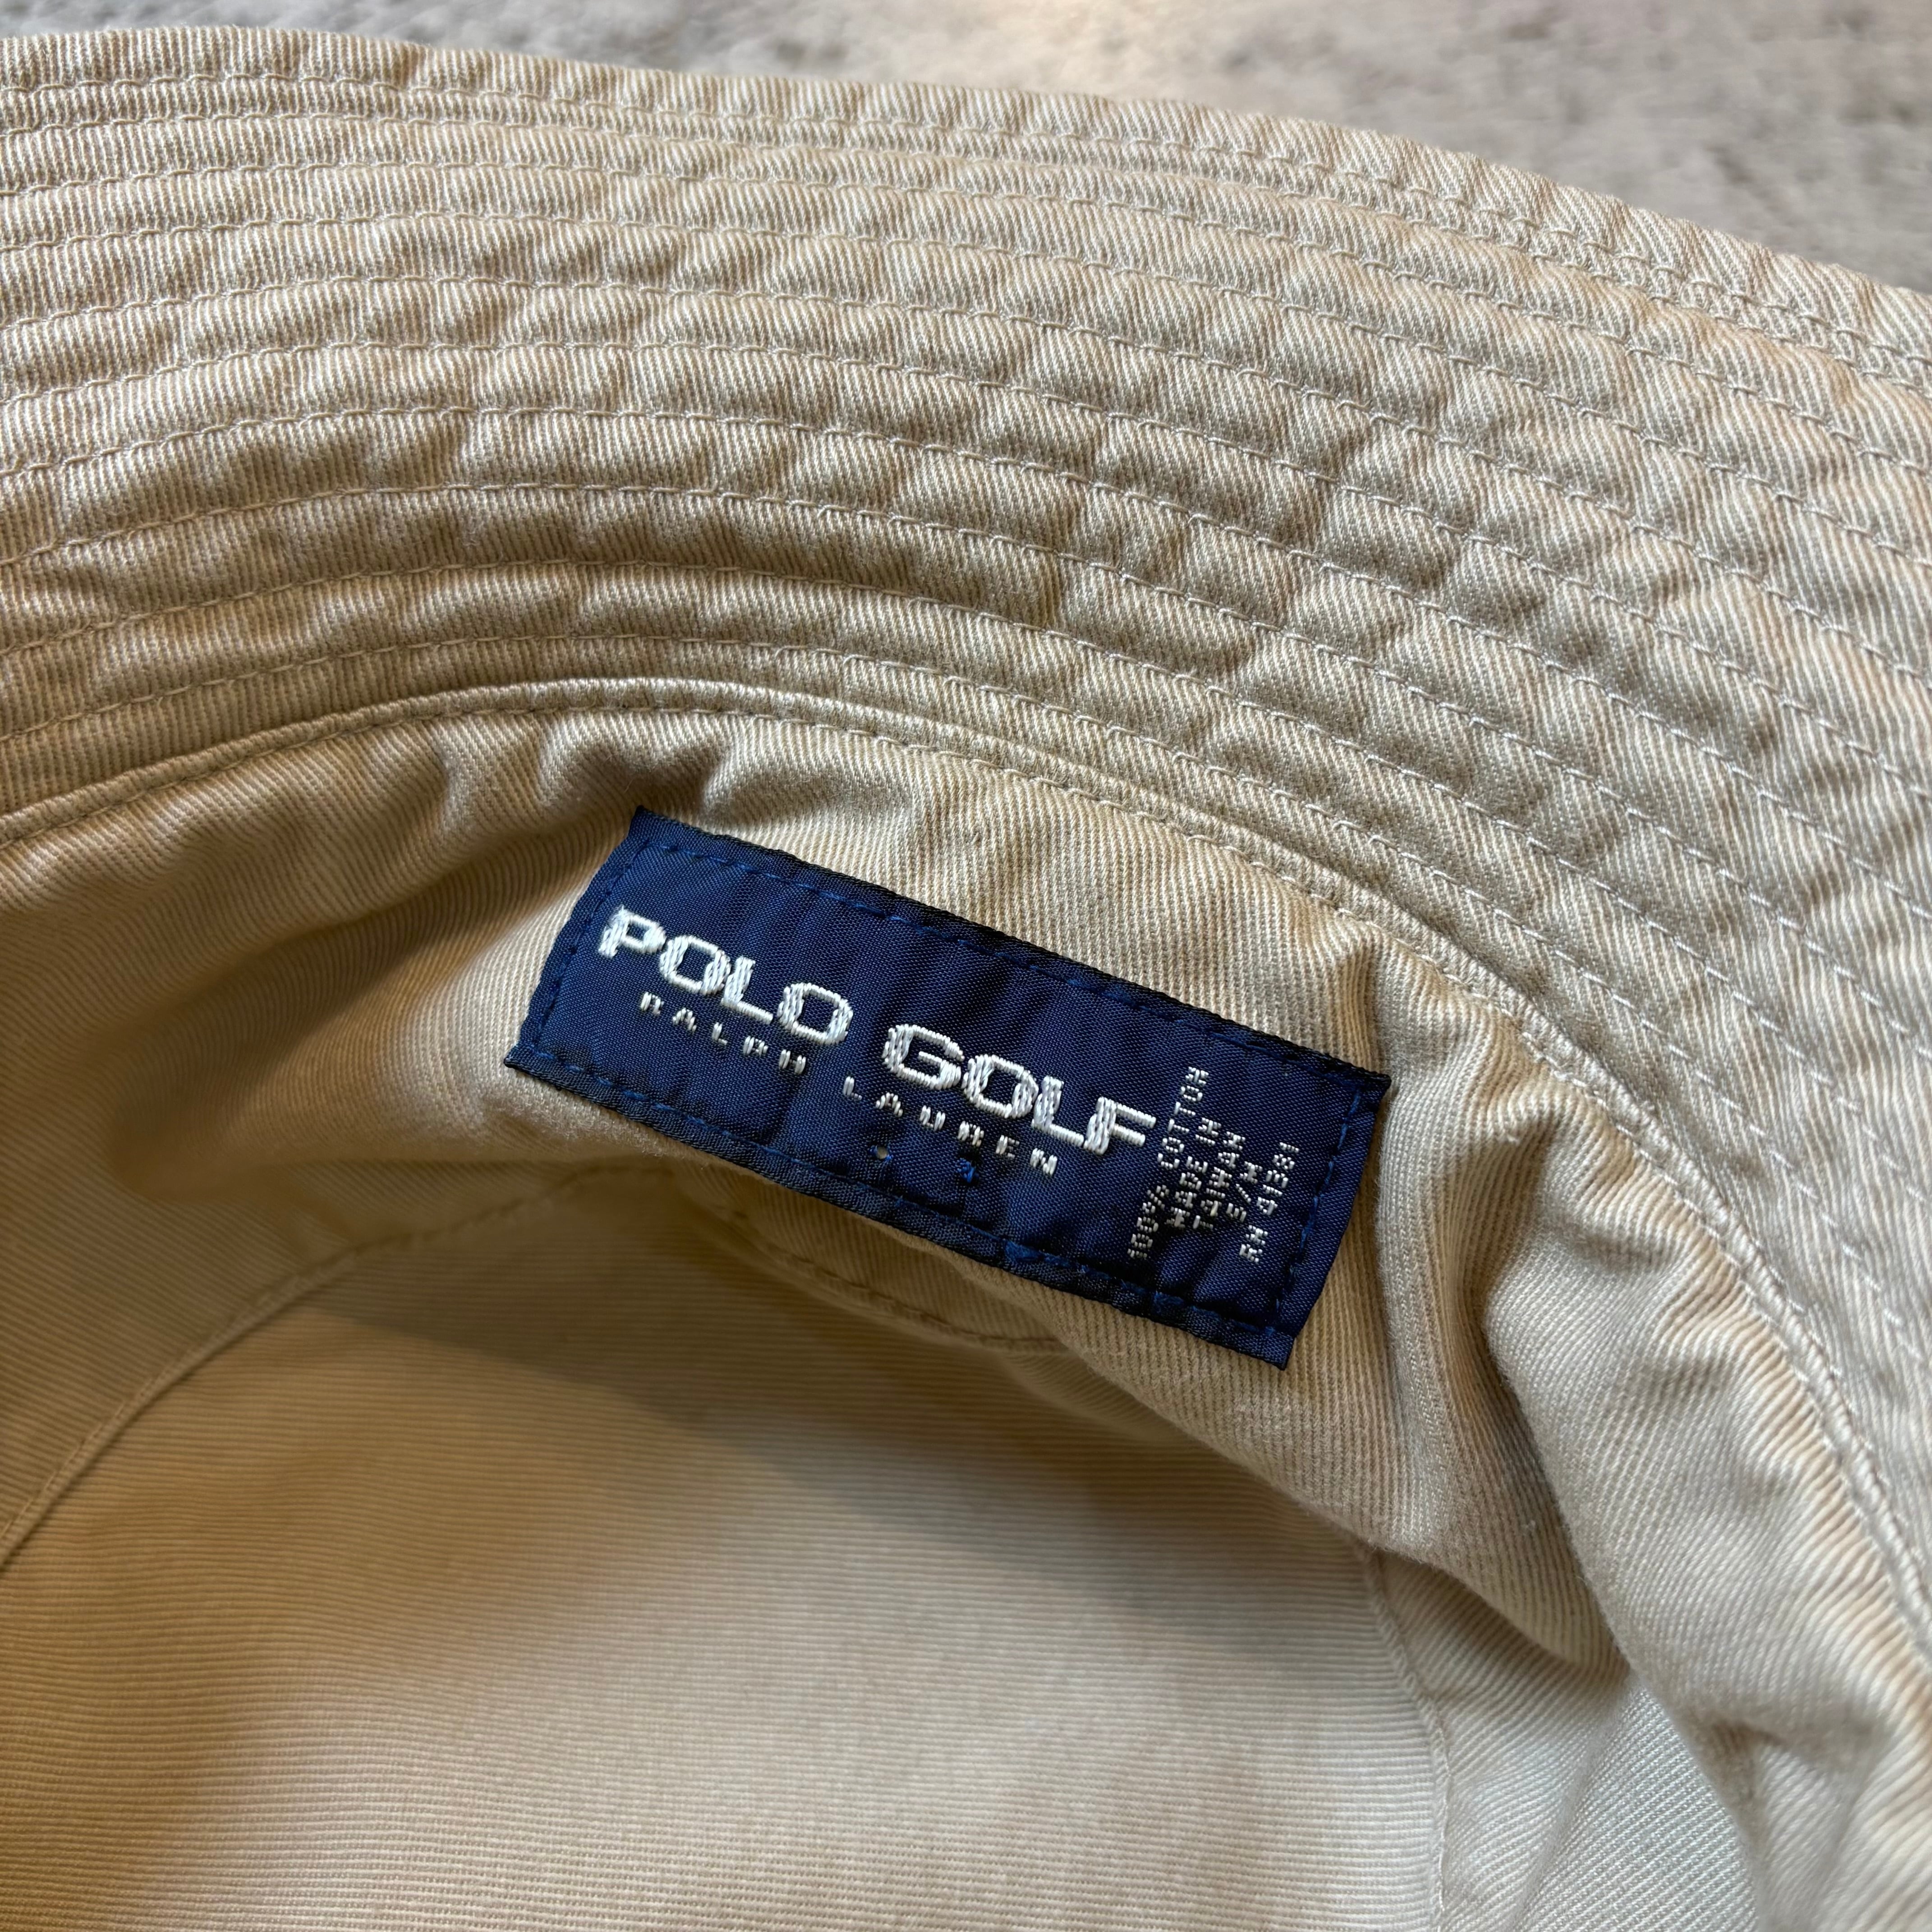 POLO GOLF
RALPH LAUREN
100% COTTON
MADE IN
TAIWAN
S/M
RN 41381